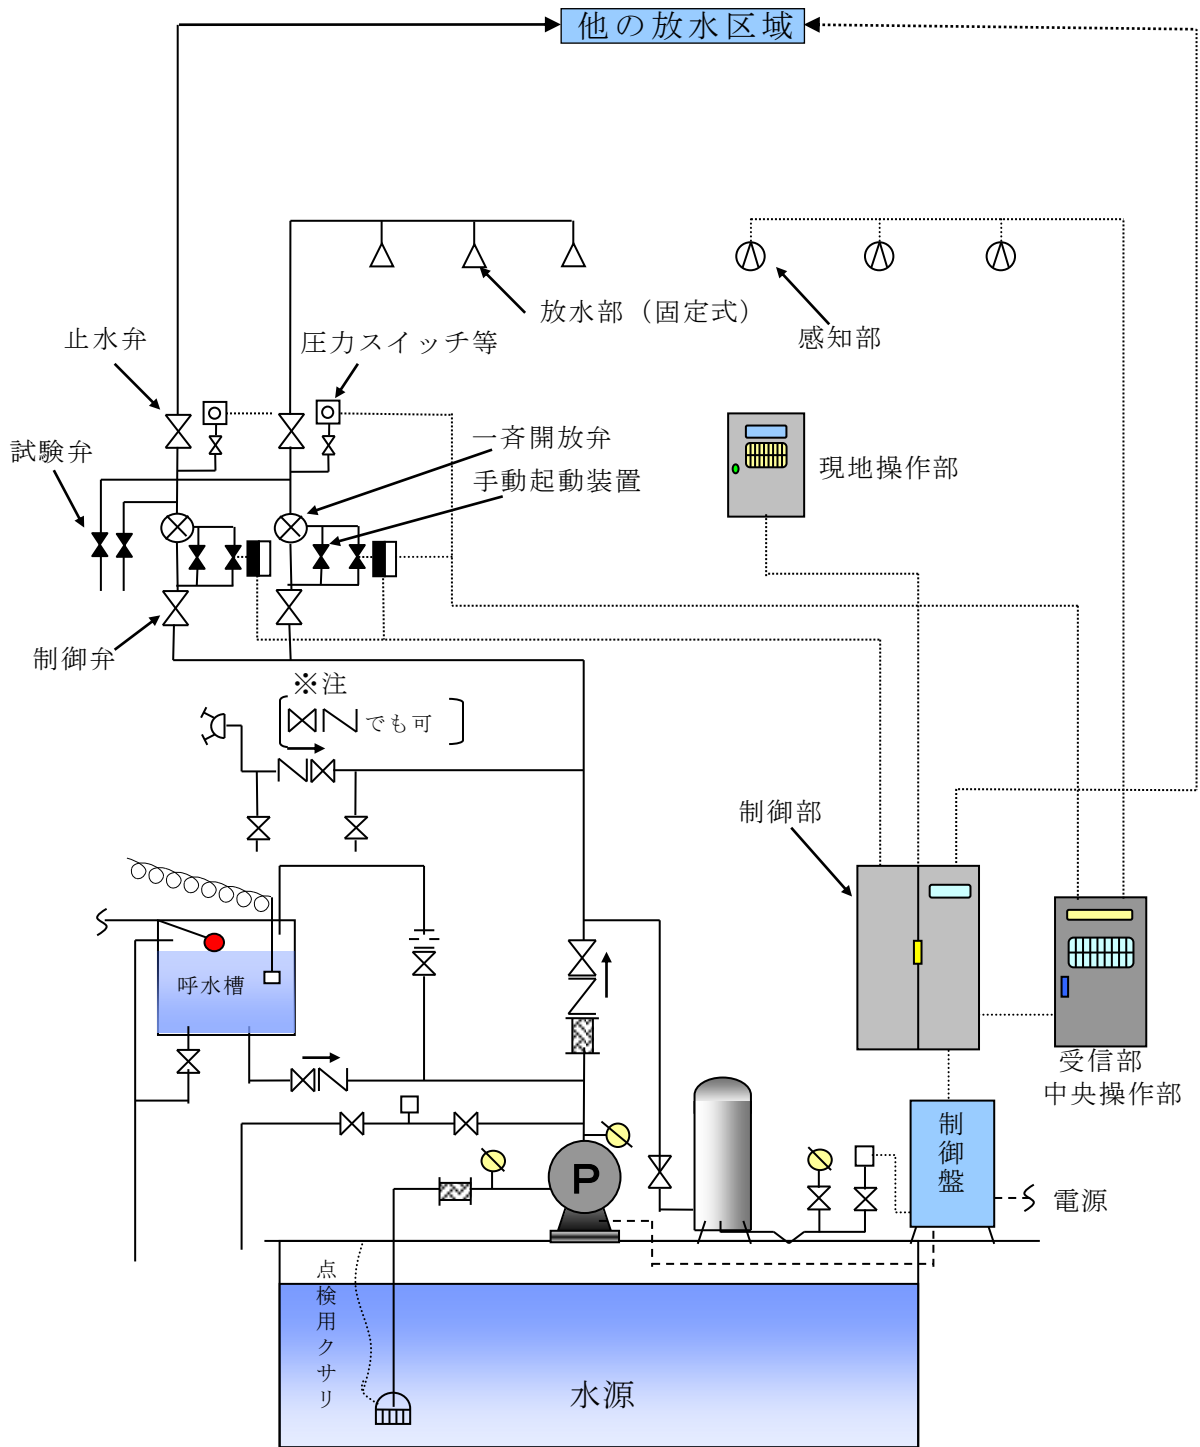 他の放水区域
放水部（固定式）
感知部
止水弁
圧力スイッチ等
試験弁
一斉開放弁
手動起動装置
現地操作部
制御弁
※注
でも可
制御部
呼水槽
受信部
中央操作部
P
制御盤
電源
点検用クサリ
水源